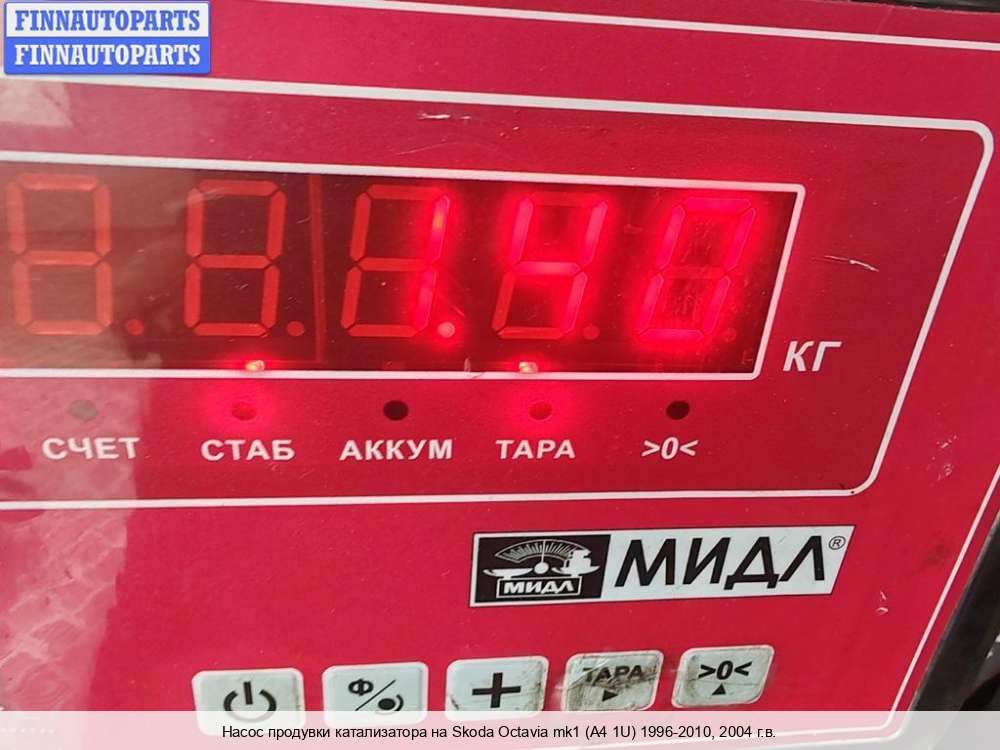 FINNAUTOPARTS
FINNAUTOPARTS
1.40
КГ
СЧЕТ СТАБ АККУМ ТАРА >0<
МИДЛ МИДЛ®
Ф
+ ТАРА >0<
Насос продувки катализатора на Skoda Octavia mk1 (A4 1U) 1996-2010, 2004 г.в.